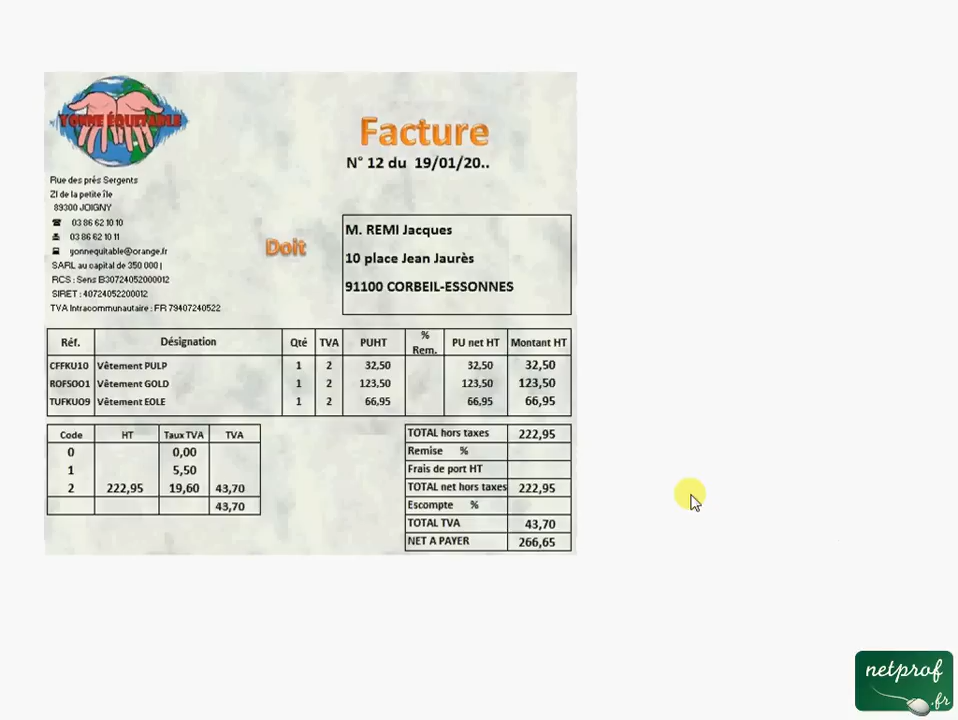 YONNE ÉQUITABLE
Facture
N° 12 du 19/01/20..
Rue des prés Sergents
ZI de la petite île
89300 JOIGNY
03 86 62 10 10
03 86 62 10 11
yonnequitable@orange.fr
SARL au capital de 350 000 |
RCS : Sens B30724052000012
SIRET : 40724052200012
TVA Intracommunautaire : FR 79407240522
Doit
M. REMI Jacques
10 place Jean Jaurès
91100 CORBEIL-ESSONNES
Réf. Désignation Qté TVA PUHT % Rem. PU net HT Montant HT
CFFKU10 Vêtement PULP 1 2 32,50 32,50 32,50
ROFSOO1 Vêtement GOLD 1 2 123,50 123,50 123,50
TUFKU09 Vêtement EOLE 1 2 66,95 66,95 66,95
Code HT Taux TVA TVA
0 0,00
1 5,50
2 222,95 19,60 43,70
43,70
TOTAL hors taxes 222,95
Remise %
Frais de port HT
TOTAL net hors taxes 222,95
Escompte %
TOTAL TVA 43,70
NET A PAYER 266,65
netprof
.fr